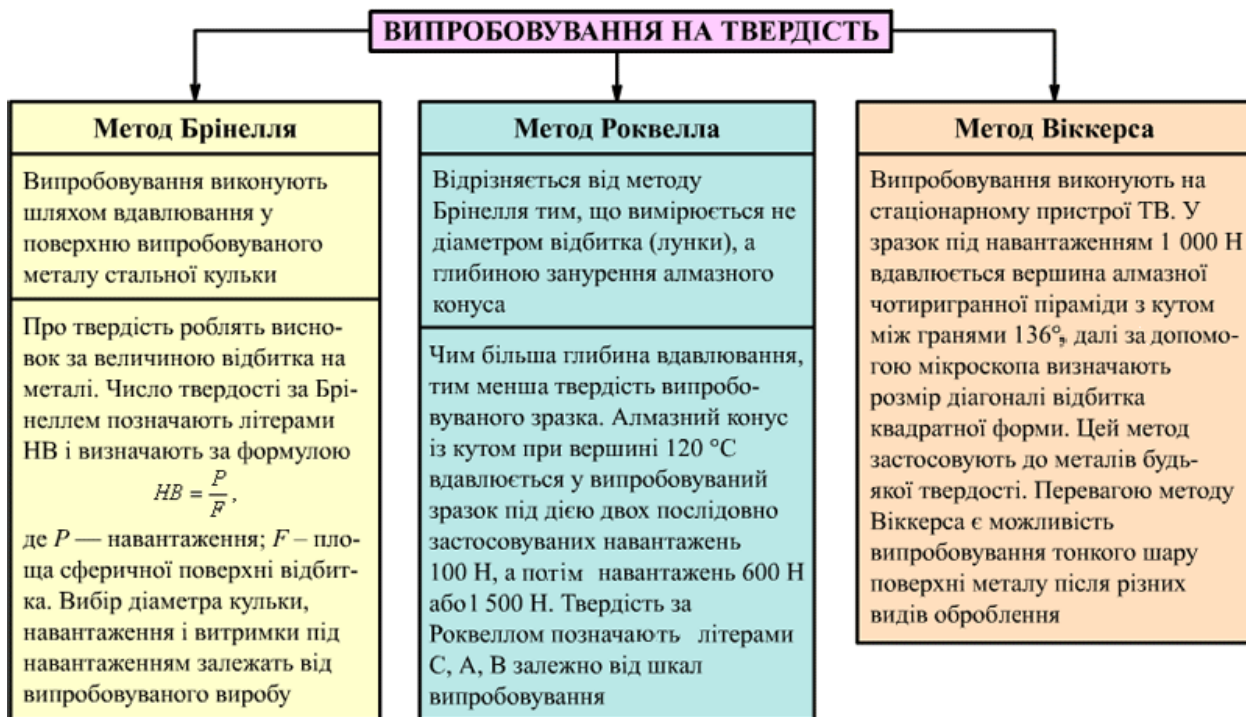 ВИПРОБОВУВАННЯ НА ТВЕРДІСТЬ
Метод Брінелля
Випробовування виконують
шляхом вдавлювання у
поверхню випробовуваного
металу стальної кульки
Про твердість роблять висно-
вок за величиною відбитка на
металі. Число твердості за Брі-
неллем позначають літерами
НВ і визначають за формулою
HB = P/F,
де P — навантаження; F – пло-
ща сферичної поверхні відбит-
ка. Вибір діаметра кульки,
навантаження і витримки під
навантаженням залежать від
випробовуваного виробу
Метод Роквелла
Відрізняється від методу
Брінелля тим, що вимірюється не
діаметром відбитка (лунки), а
глибиною занурення алмазного
конуса
Чим більша глибина вдавлювання,
тим менша твердість випробо-
вуваного зразка. Алмазний конус
із кутом при вершині 120 °С
вдавлюється у випробовуваний
зразок під дією двох послідовно
застосовуваних навантажень
100 Н, а потім навантажень 600 Н
або1 500 Н. Твердість за
Роквеллом позначають літерами
С, А, В залежно від шкал
випробовування
Метод Віккерса
Випробовування виконують на
стаціонарному пристрої ТВ. У
зразок під навантаженням 1 000 Н
вдавлюється вершина алмазної
чотиригранної піраміди з кутом
між гранями 136°, далі за допомо-
гою мікроскопа визначають
розмір діагоналі відбитка
квадратної форми. Цей метод
застосовують до металів будь-
якої твердості. Перевагою методу
Віккерса є можливість
випробовування тонкого шару
поверхні металу після різних
видів оброблення